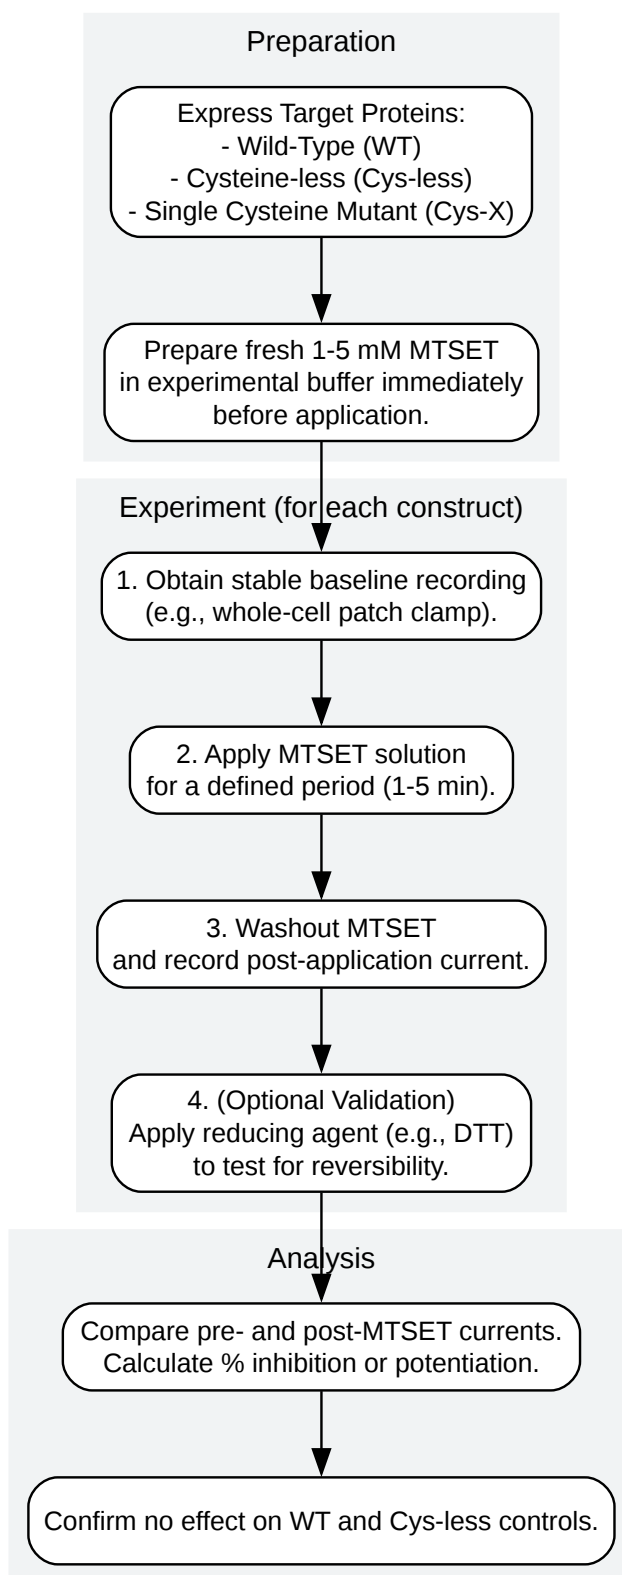 Preparation
Express Target Proteins:
- Wild-Type (WT)
- Cysteine-less (Cys-less)
- Single Cysteine Mutant (Cys-X)
Prepare fresh 1-5 mM MTSET
in experimental buffer immediately
before application.
Experiment (for each construct)
1. Obtain stable baseline recording
(e.g., whole-cell patch clamp).
2. Apply MTSET solution
for a defined period (1-5 min).
3. Washout MTSET
and record post-application current.
4. (Optional Validation)
Apply reducing agent (e.g., DTT)
to test for reversibility.
Analysis
Compare pre- and post-MTSET currents.
Calculate % inhibition or potentiation.
Confirm no effect on WT and Cys-less controls.